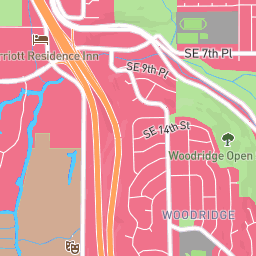 SE 7th Pl
rriott Residence Inn
SE 9th Pl
SE 14th St
Woodridge Open
WOODRIDGE